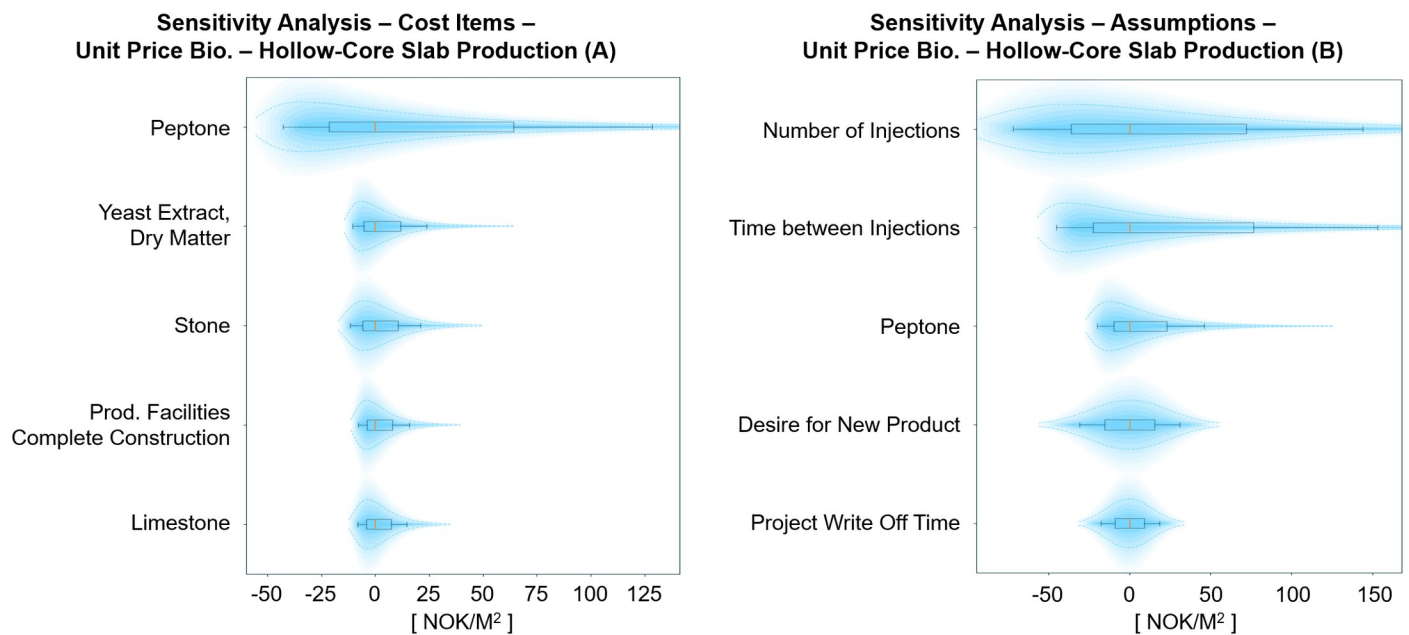 Sensitivity Analysis – Cost Items –
Unit Price Bio. – Hollow-Core Slab Production (A)
Peptone
Yeast Extract,
Dry Matter
Stone
Prod. Facilities
Complete Construction
Limestone
-50 -25 0 25 50 75 100 125
[ NOK/M² ]
Sensitivity Analysis – Assumptions –
Unit Price Bio. – Hollow-Core Slab Production (B)
Number of Injections
Time between Injections
Peptone
Desire for New Product
Project Write Off Time
-50 0 50 100 150
[ NOK/M² ]